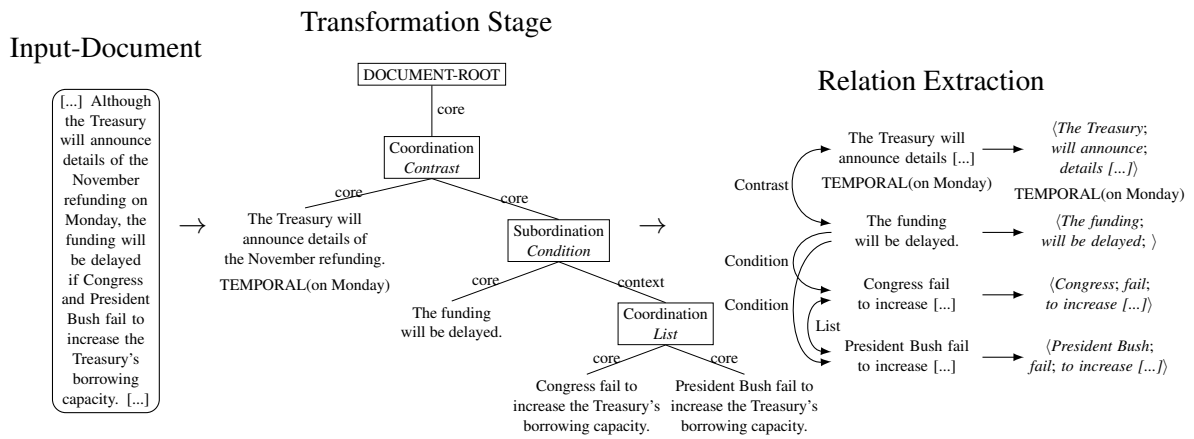 Input-Document
[...] Although
the Treasury
will announce
details of the
November
refunding on
Monday, the
funding will
be delayed
if Congress
and President
Bush fail to
increase the
Treasury's
borrowing
capacity. [...]
Transformation Stage
DOCUMENT-ROOT
core
Coordination
Contrast
core
core
The Treasury will
announce details of
the November refunding.
TEMPORAL(on Monday)
Subordination
Condition
core
context
The funding
will be delayed.
Coordination
List
core
core
Congress fail to
increase the Treasury's
borrowing capacity.
President Bush fail to
increase the Treasury's
borrowing capacity.
Relation Extraction
Contrast
Condition
Condition
List
The Treasury will
announce details [...]
TEMPORAL(on Monday)
The funding
will be delayed.
Congress fail
to increase [...]
President Bush fail
to increase [...]
⟨The Treasury;
will announce;
details [...]⟩
TEMPORAL(on Monday)
⟨The funding;
will be delayed; ⟩
⟨Congress; fail;
to increase [...]⟩
⟨President Bush;
fail; to increase [...]⟩